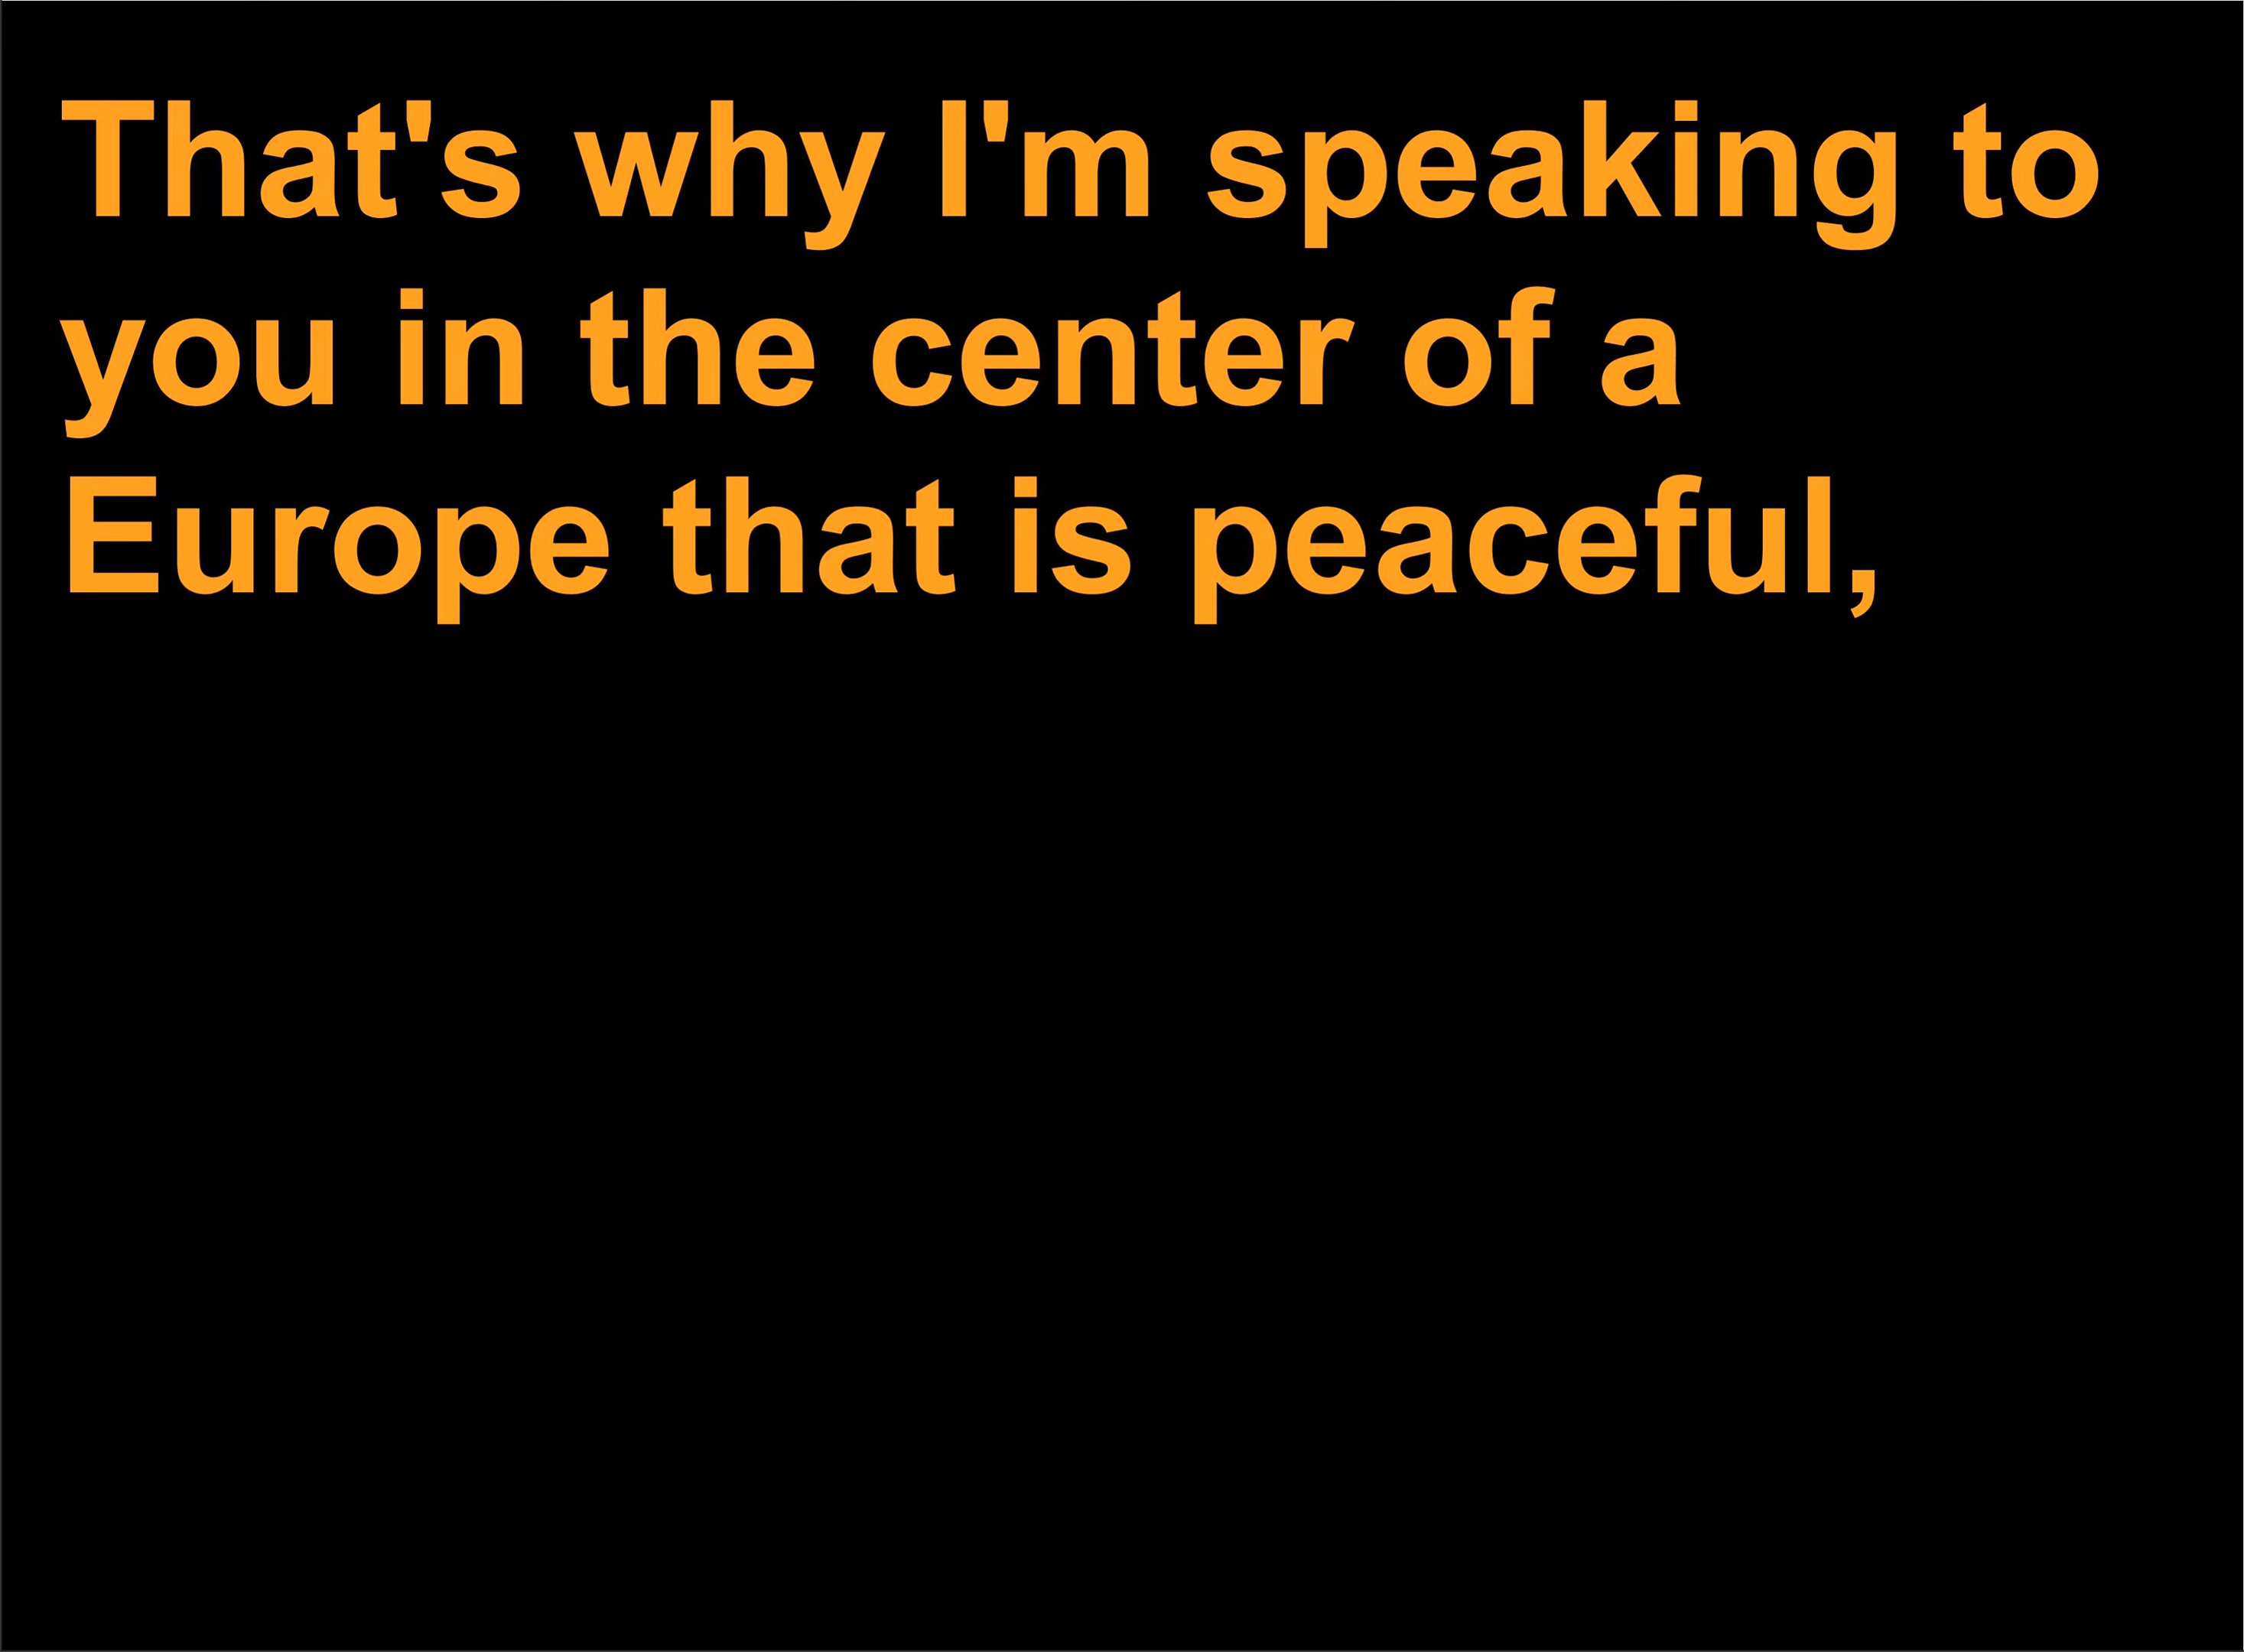 That's why I'm speaking to
you in the center of a
Europe that is peaceful,